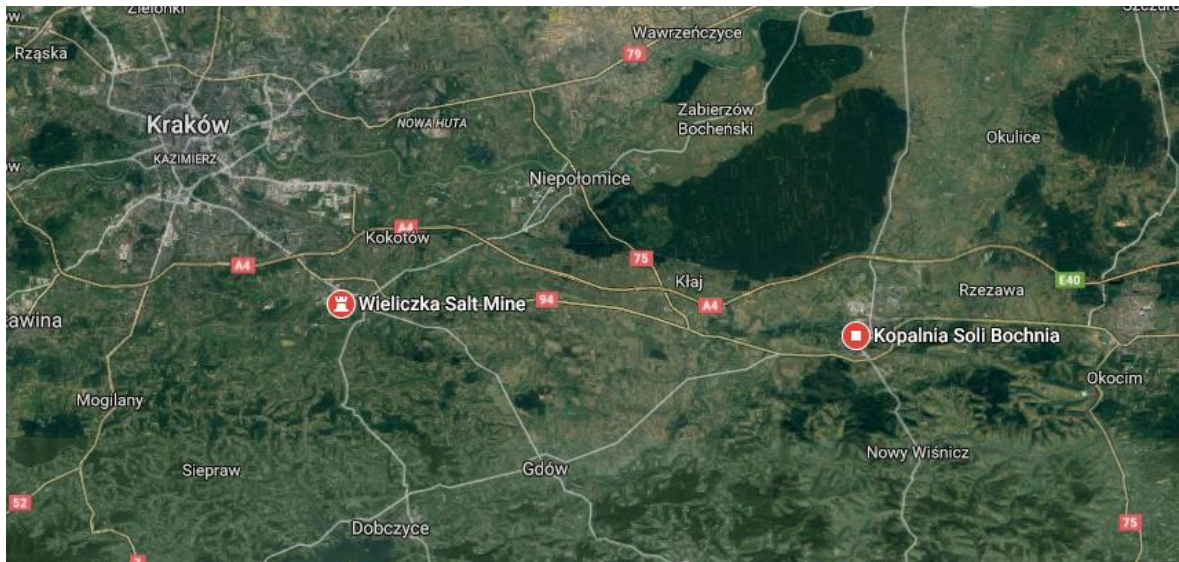 Zielonki
Rząska
Wawrzeńczyce
79
Kraków
NOWA HUTA
Zabierzów
Bocheński
KAZIMIERZ
Okulice
Niepołomice
A4
Kokotów
75
A4
Kłaj
E40
Rzezawa
Wieliczka Salt Mine
94
A4
Kopalnia Soli Bochnia
Okocim
Mogilany
Nowy Wiśnicz
Siepraw
Gdów
52
75
Dobczyce
7